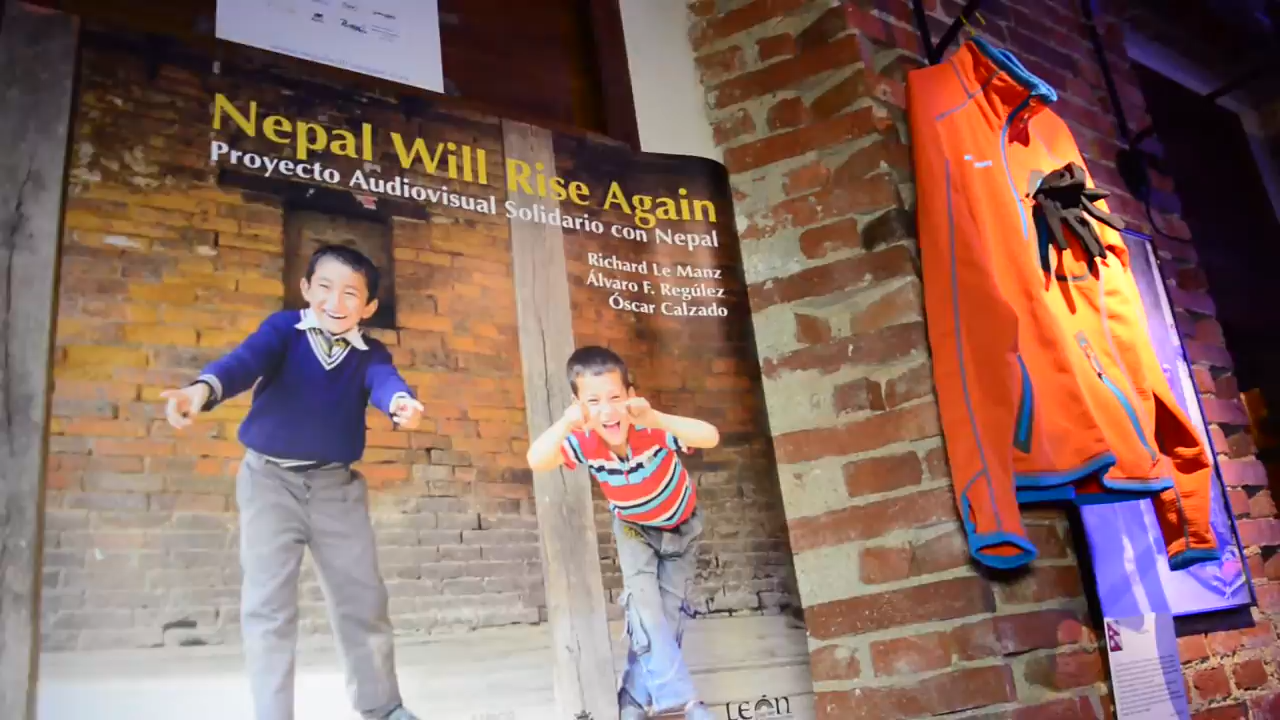 Nepal Will Rise Again
Proyecto Audiovisual Solidario con Nepal
Richard Le Manz
Álvaro F. Regúlez
Óscar Calzado
LEÓN